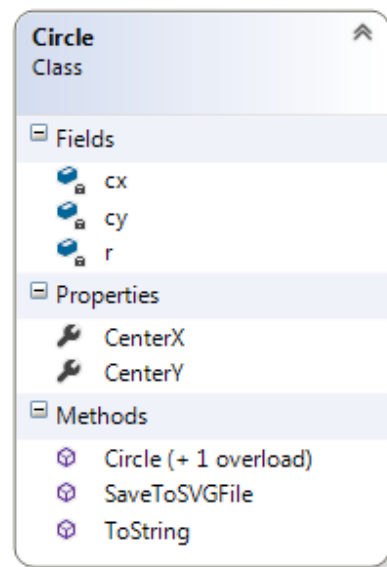 Circle
Class
Fields
cx
cy
r
Properties
CenterX
CenterY
Methods
Circle (+ 1 overload)
SaveToSVGFile
ToString